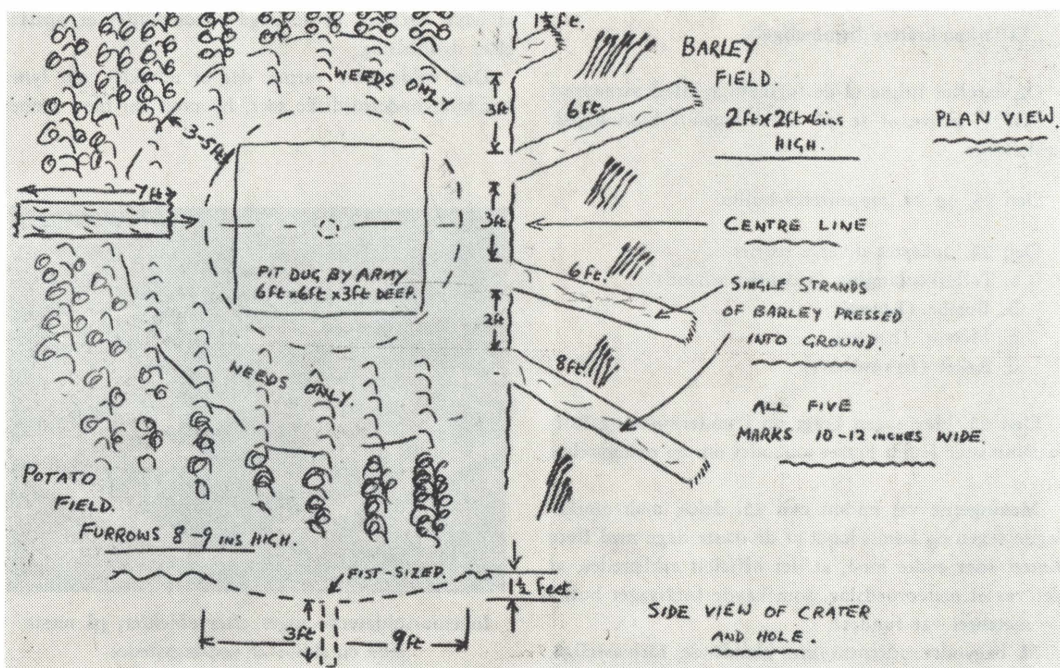 1½ ft.
BARLEY
FIELD.
WEEDS ONLY
3ft
6ft.
2ft x 2ft x 6ins
HIGH.
PLAN VIEW.
3-5ft
7ft
3ft
CENTRE LINE
PIT DUG BY ARMY
6ft x 6ft x 3ft DEEP.
6ft.
SINGLE STRANDS
OF BARLEY PRESSED
INTO GROUND.
2ft
8ft.
WEEDS ONLY.
ALL FIVE
MARKS 10-12 INCHES WIDE.
POTATO
FIELD.
FURROWS 8-9 INS HIGH.
FIST-SIZED.
1½ feet
3ft
9ft
SIDE VIEW OF CRATER
AND HOLE.